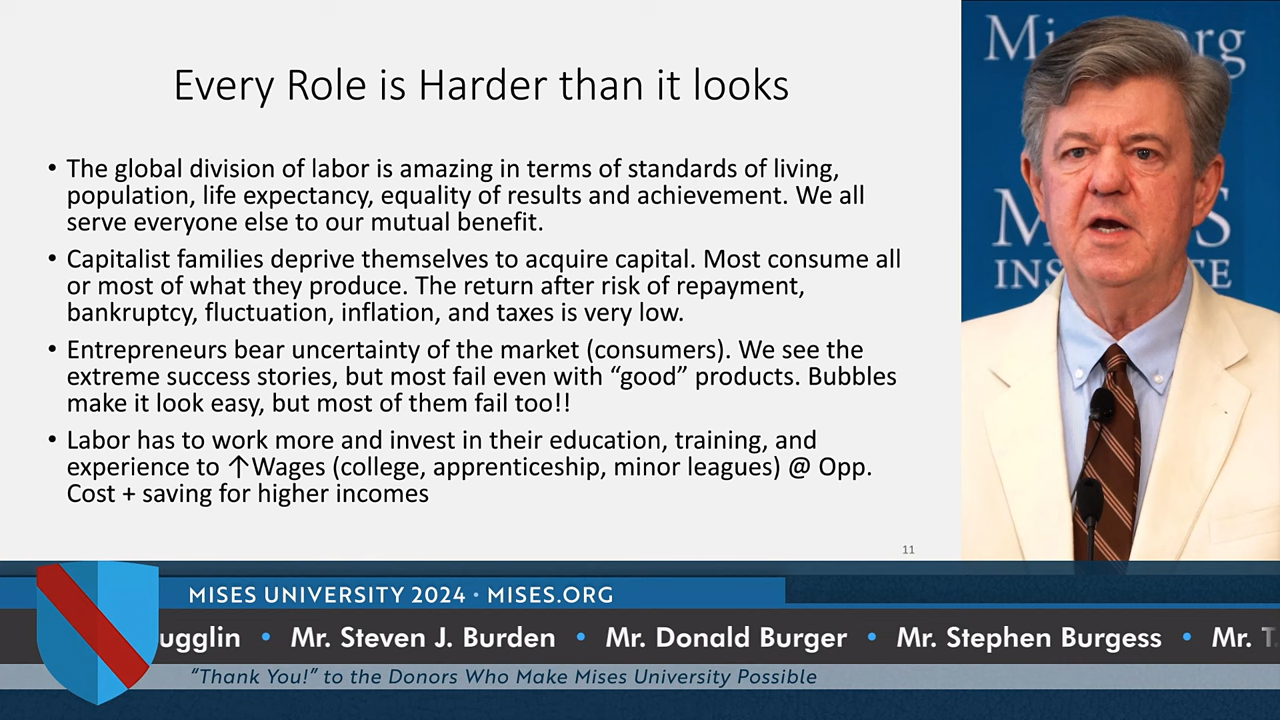 Every Role is Harder than it looks
• The global division of labor is amazing in terms of standards of living,
population, life expectancy, equality of results and achievement. We all
serve everyone else to our mutual benefit.
• Capitalist families deprive themselves to acquire capital. Most consume all
or most of what they produce. The return after risk of repayment,
bankruptcy, fluctuation, inflation, and taxes is very low.
• Entrepreneurs bear uncertainty of the market (consumers). We see the
extreme success stories, but most fail even with “good” products. Bubbles
make it look easy, but most of them fail too!!
• Labor has to work more and invest in their education, training, and
experience to ↑Wages (college, apprenticeship, minor leagues) @ Opp.
Cost + saving for higher incomes
11
MISES UNIVERSITY 2024 • MISES.ORG
ugglin • Mr. Steven J. Burden • Mr. Donald Burger • Mr. Stephen Burgess • Mr. T
“Thank You!” to the Donors Who Make Mises University Possible